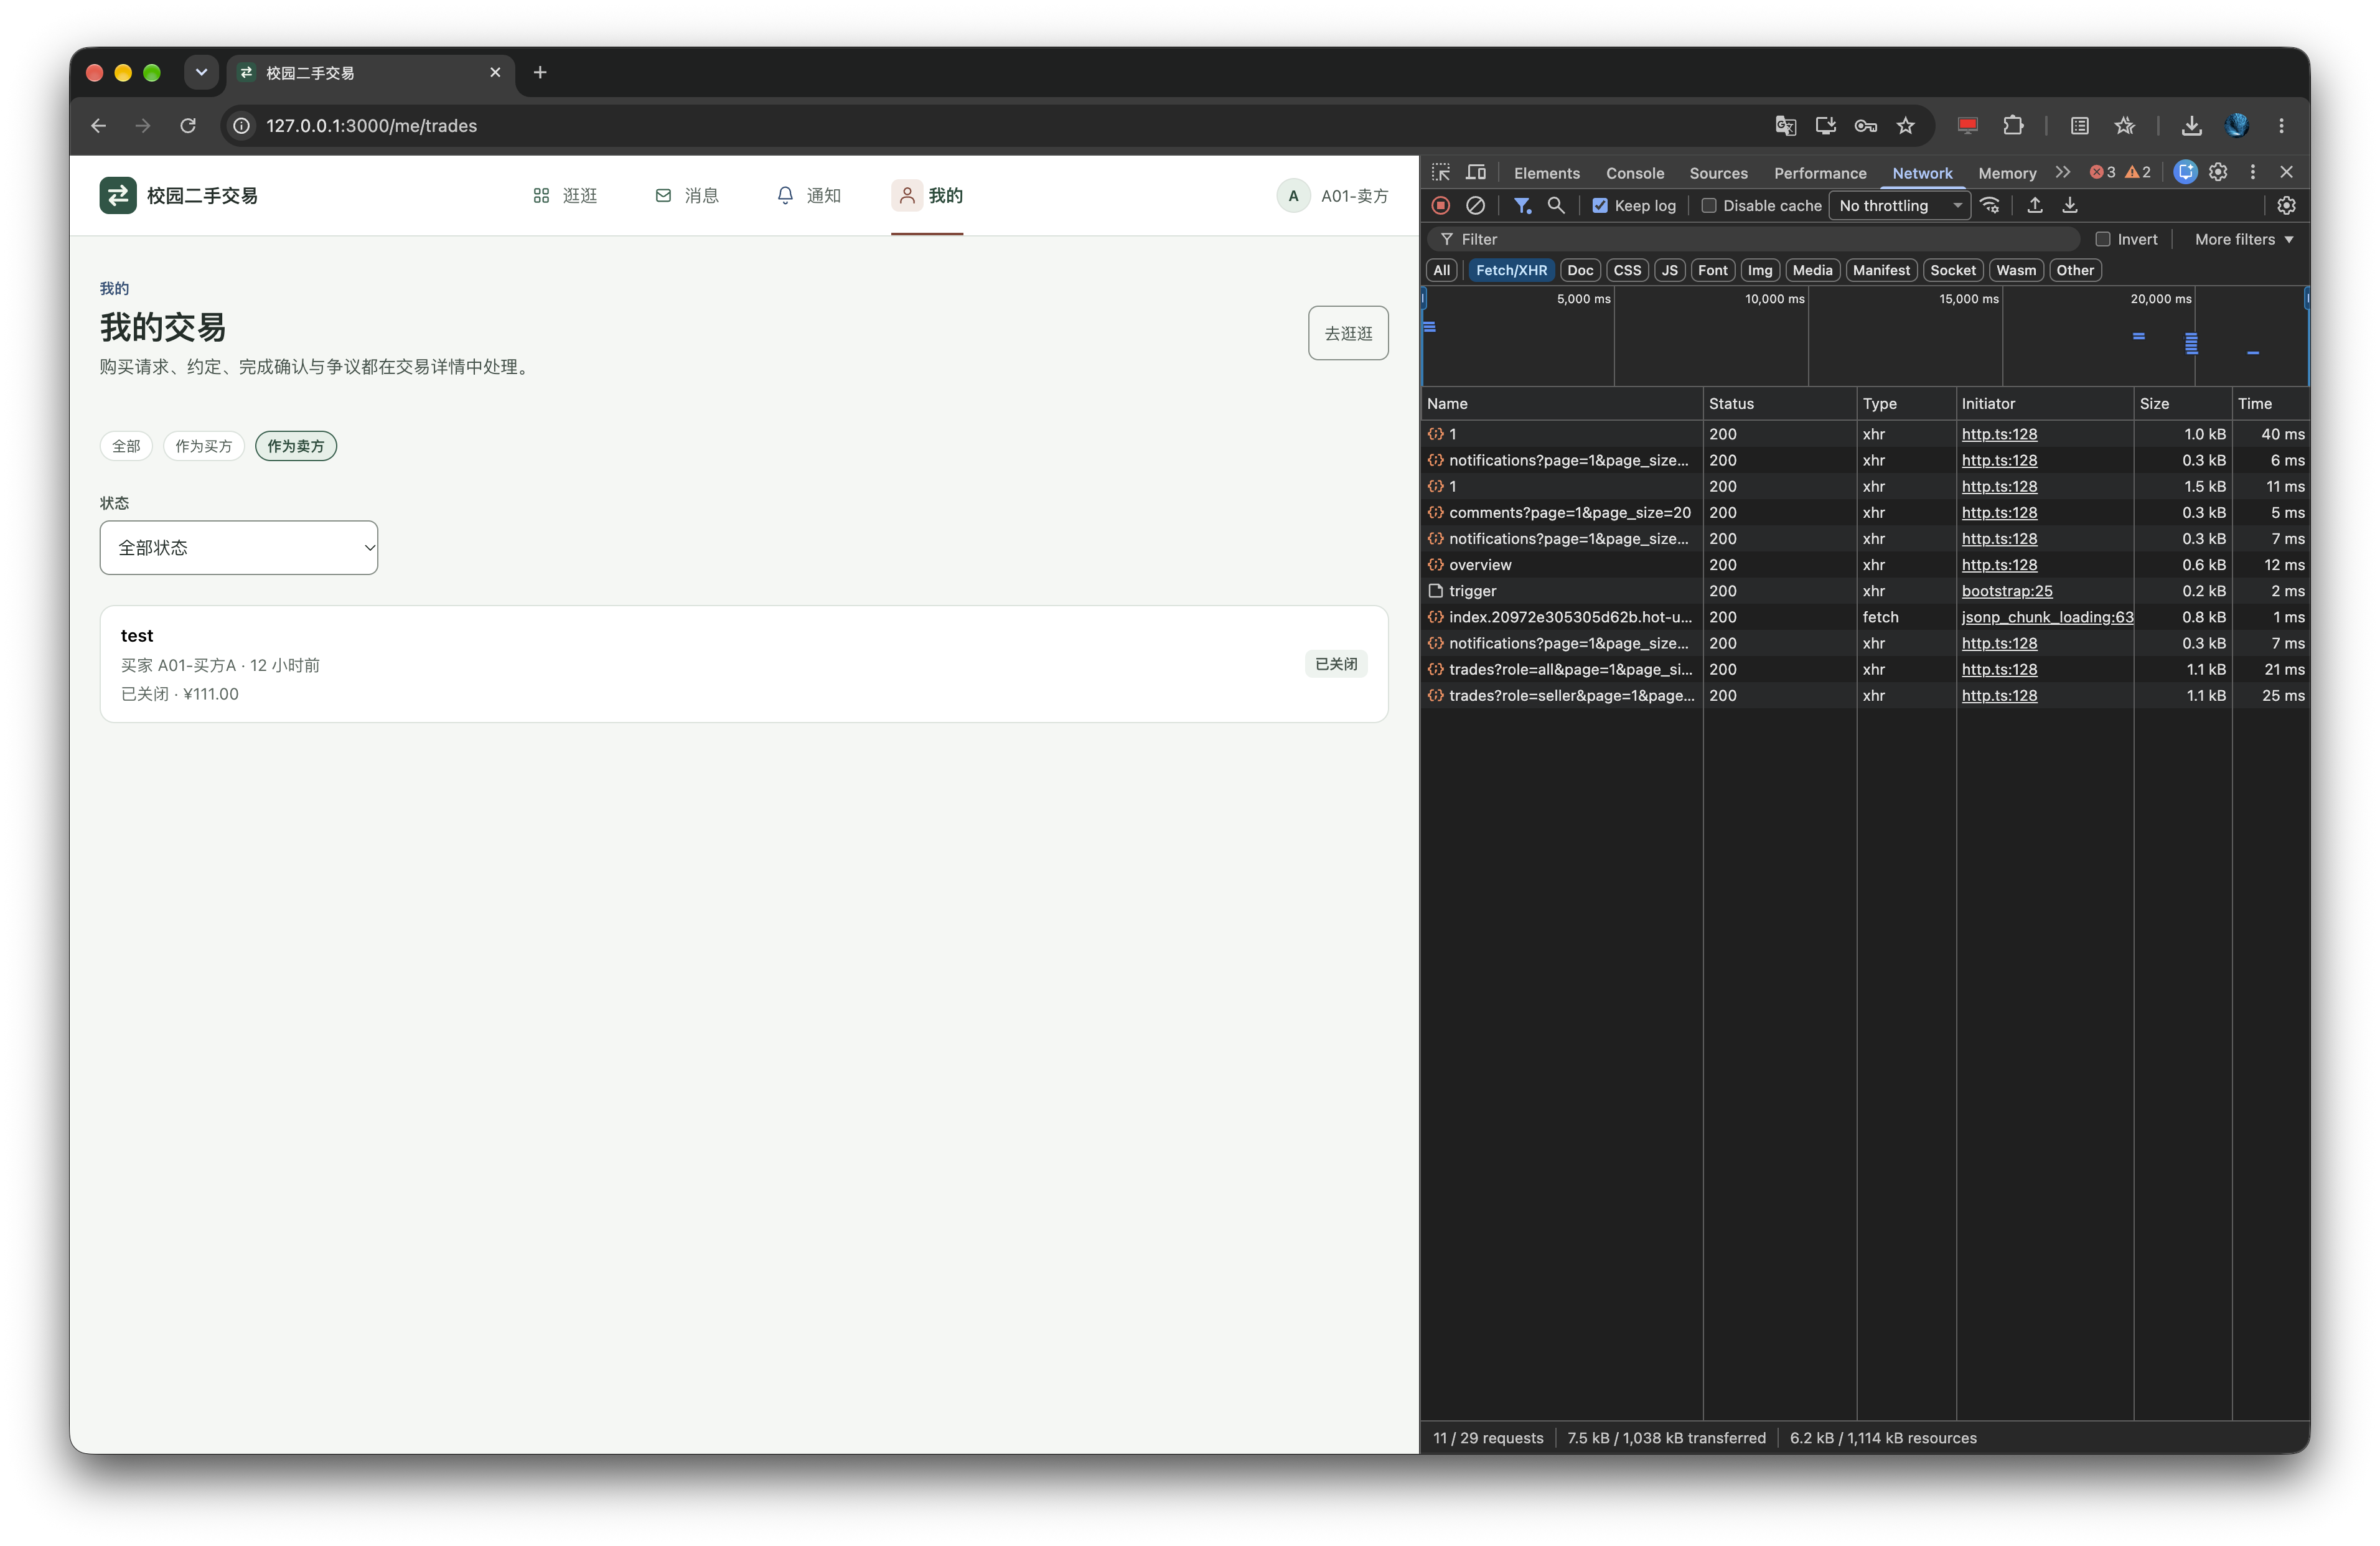 校园二手交易
127.0.0.1:3000/me/trades
校园二手交易
逛逛
消息
通知
我的
A
A01-卖方
我的
我的交易
购买请求、约定、完成确认与争议都在交易详情中处理。
去逛逛
全部
作为买方
作为卖方
状态
全部状态
test
买家 A01-买方A · 12 小时前
已关闭 · ¥111.00
已关闭
Elements Console Sources Performance Network Memory 3 2
Keep log Disable cache No throttling
Filter Invert More filters
All Fetch/XHR Doc CSS JS Font Img Media Manifest Socket Wasm Other
5,000 ms 10,000 ms 15,000 ms 20,000 ms
Name Status Type Initiator Size Time
1 200 xhr http.ts:128 1.0 kB 40 ms
notifications?page=1&page_size... 200 xhr http.ts:128 0.3 kB 6 ms
1 200 xhr http.ts:128 1.5 kB 11 ms
comments?page=1&page_size=20 200 xhr http.ts:128 0.3 kB 5 ms
notifications?page=1&page_size... 200 xhr http.ts:128 0.3 kB 7 ms
overview 200 xhr http.ts:128 0.6 kB 12 ms
trigger 200 xhr bootstrap:25 0.2 kB 2 ms
index.20972e305305d62b.hot-u... 200 fetch jsonp_chunk_loading:63 0.8 kB 1 ms
notifications?page=1&page_size... 200 xhr http.ts:128 0.3 kB 7 ms
trades?role=all&page=1&page_si... 200 xhr http.ts:128 1.1 kB 21 ms
trades?role=seller&page=1&page... 200 xhr http.ts:128 1.1 kB 25 ms
11 / 29 requests 7.5 kB / 1,038 kB transferred 6.2 kB / 1,114 kB resources